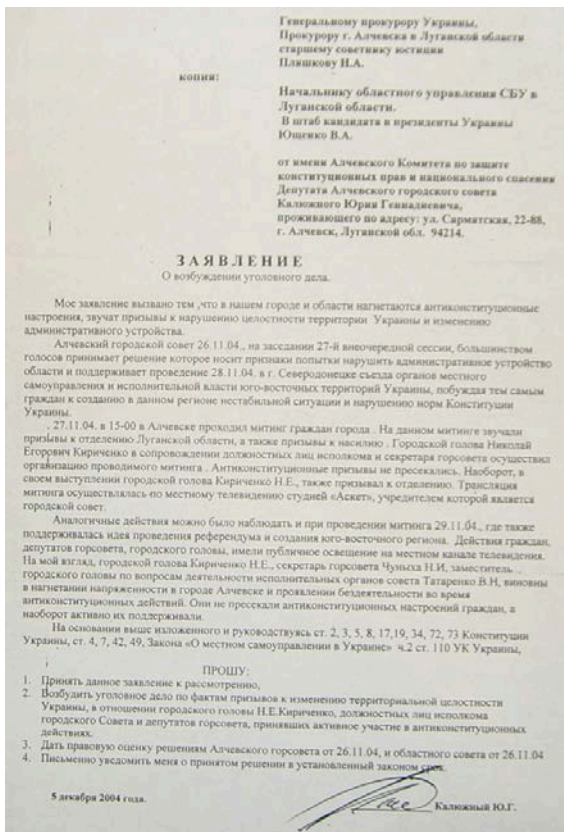 Генеральному прокурору Украины,
Прокурору г. Алчевска в Луганской области
старшему советнику юстиции
Пляшкову Н.А.
копия:
Начальнику областного управления СБУ в
Луганской области.
В штаб кандидата в президенты Украины
Ющенко В.А.
от имени Алчевского Комитета по защите
конституционных прав и национального спасения
Депутата Алчевского городского совета
Калюжного Юрия Геннадиевича,
проживающего по адресу: ул. Сарматская, 22-88,
г. Алчевск, Луганской обл. 94214.
ЗАЯВЛЕНИЕ
О возбуждении уголовного дела.
Мое заявление вызвано тем ,что в нашем городе и области нагнетаются антиконституционные
настроения, звучат призывы к нарушению целостности территории Украины и изменению
административного устройства.
Алчевский городской совет 26.11.04., на заседании 27-й внеочередной сессии, большинством
голосов принимает решение которое носит признаки попытки нарушить административное устройство
области и поддерживает проведение 28.11.04. в г. Северодонецке съезда органов местного
самоуправления и исполнительной власти юго-восточных территорий Украины, побуждая тем самым
граждан к созданию в данном регионе нестабильной ситуации и нарушению норм Конституции
Украины.
. 27.11.04. в 15-00 в Алчевске проходил митинг граждан города . На данном митинге звучали
призывы к отделению Луганской области, а также призывы к насилию . Городской голова Николай
Егорович Кириченко в сопровождении должностных лиц исполкома и секретаря горсовета осуществил
организацию проводимого митинга . Антиконституционные призывы не пресекались. Наоборот, в
своем выступлении городской голова Кириченко Н.Е., также призывал к отделению. Трансляция
митинга осуществлялась по местному телевидению студией «Аскет», учредителем которой является
городской совет.
Аналогичные действия можно было наблюдать и при проведении митинга 29.11.04., где также
поддерживалась идея проведения референдума и создания юго-восточного региона. Действия граждан,
депутатов горсовета, городского головы, имели публичное освещение на местном канале телевидения.
На мой взгляд, городской голова Кириченко Н.Е., секретарь горсовета Чуныха Н.И, заместитель
городского головы по вопросам деятельности исполнительных органов совета Татаренко В.Н, виновны
в нагнетании напряженности в городе Алчевске и проявлении бездеятельности во время
антиконституционных действий. Они не пресекали антиконституционных настроений граждан, а
наоборот активно их поддерживали.
На основании выше изложенного и руководствуясь ст. 2, 3, 5, 8, 17,19, 34, 72, 73 Конституции
Украины, ст. 4, 7, 42, 49, Закона «О местном самоуправлении в Украине» ч.2 ст. 110 УК Украины,
ПРОШУ:
1. Принять данное заявление к рассмотрению,
2. Возбудить уголовное дело по фактам призывов к изменению территориальной целостности
Украины, в отношении городского головы Н.Е.Кириченко, должностных лиц исполкома
городского Совета и депутатов горсовета, принявших активное участие в антиконституционных
действиях.
3. Дать правовую оценку решениям Алчевского горсовета от 26.11.04, и областного совета от 26.11.04
4. Письменно уведомить меня о принятом решении в установленный законом срок.
5 декабря 2004 года.
Калюжный Ю.Г.